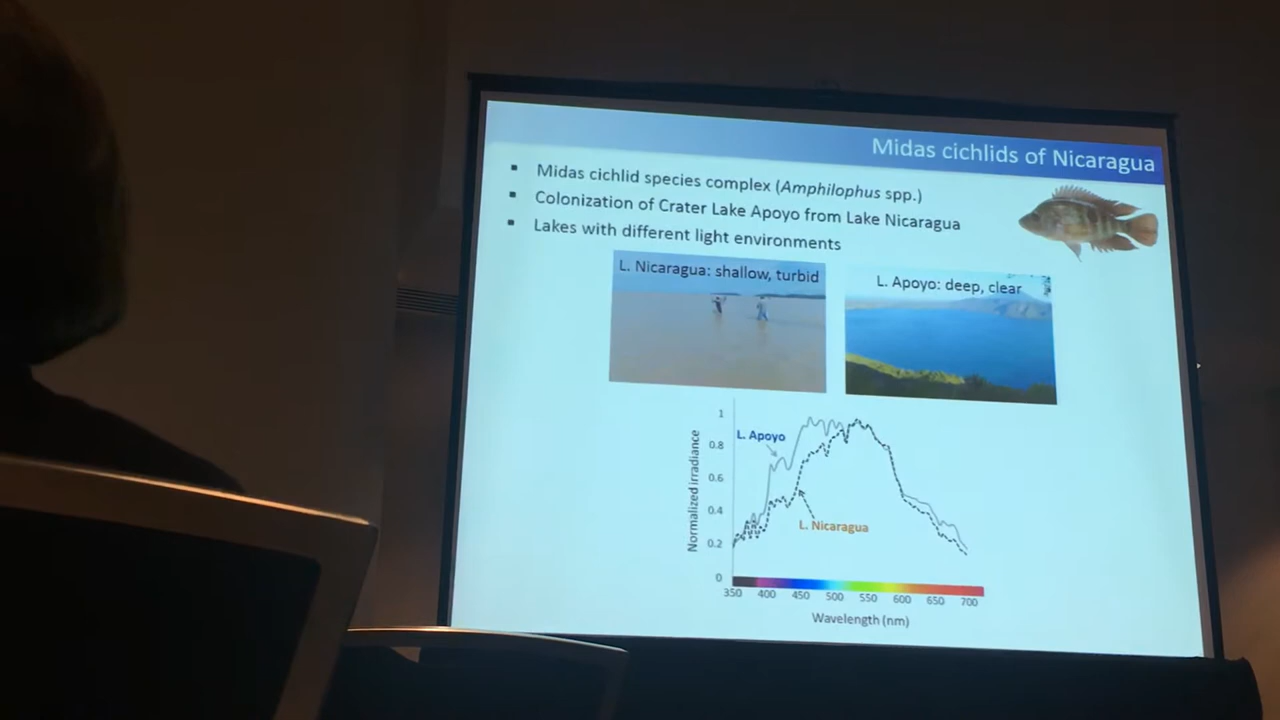 Midas cichlids of Nicaragua
▪ Midas cichlid species complex (Amphilophus spp.)
▪ Colonization of Crater Lake Apoyo from Lake Nicaragua
▪ Lakes with different light environments
L. Nicaragua: shallow, turbid
L. Apoyo: deep, clear
Normalized irradiance
1
0.8
0.6
0.4
0.2
0
L. Apoyo
L. Nicaragua
350 400 450 500 550 600 650 700
Wavelength (nm)